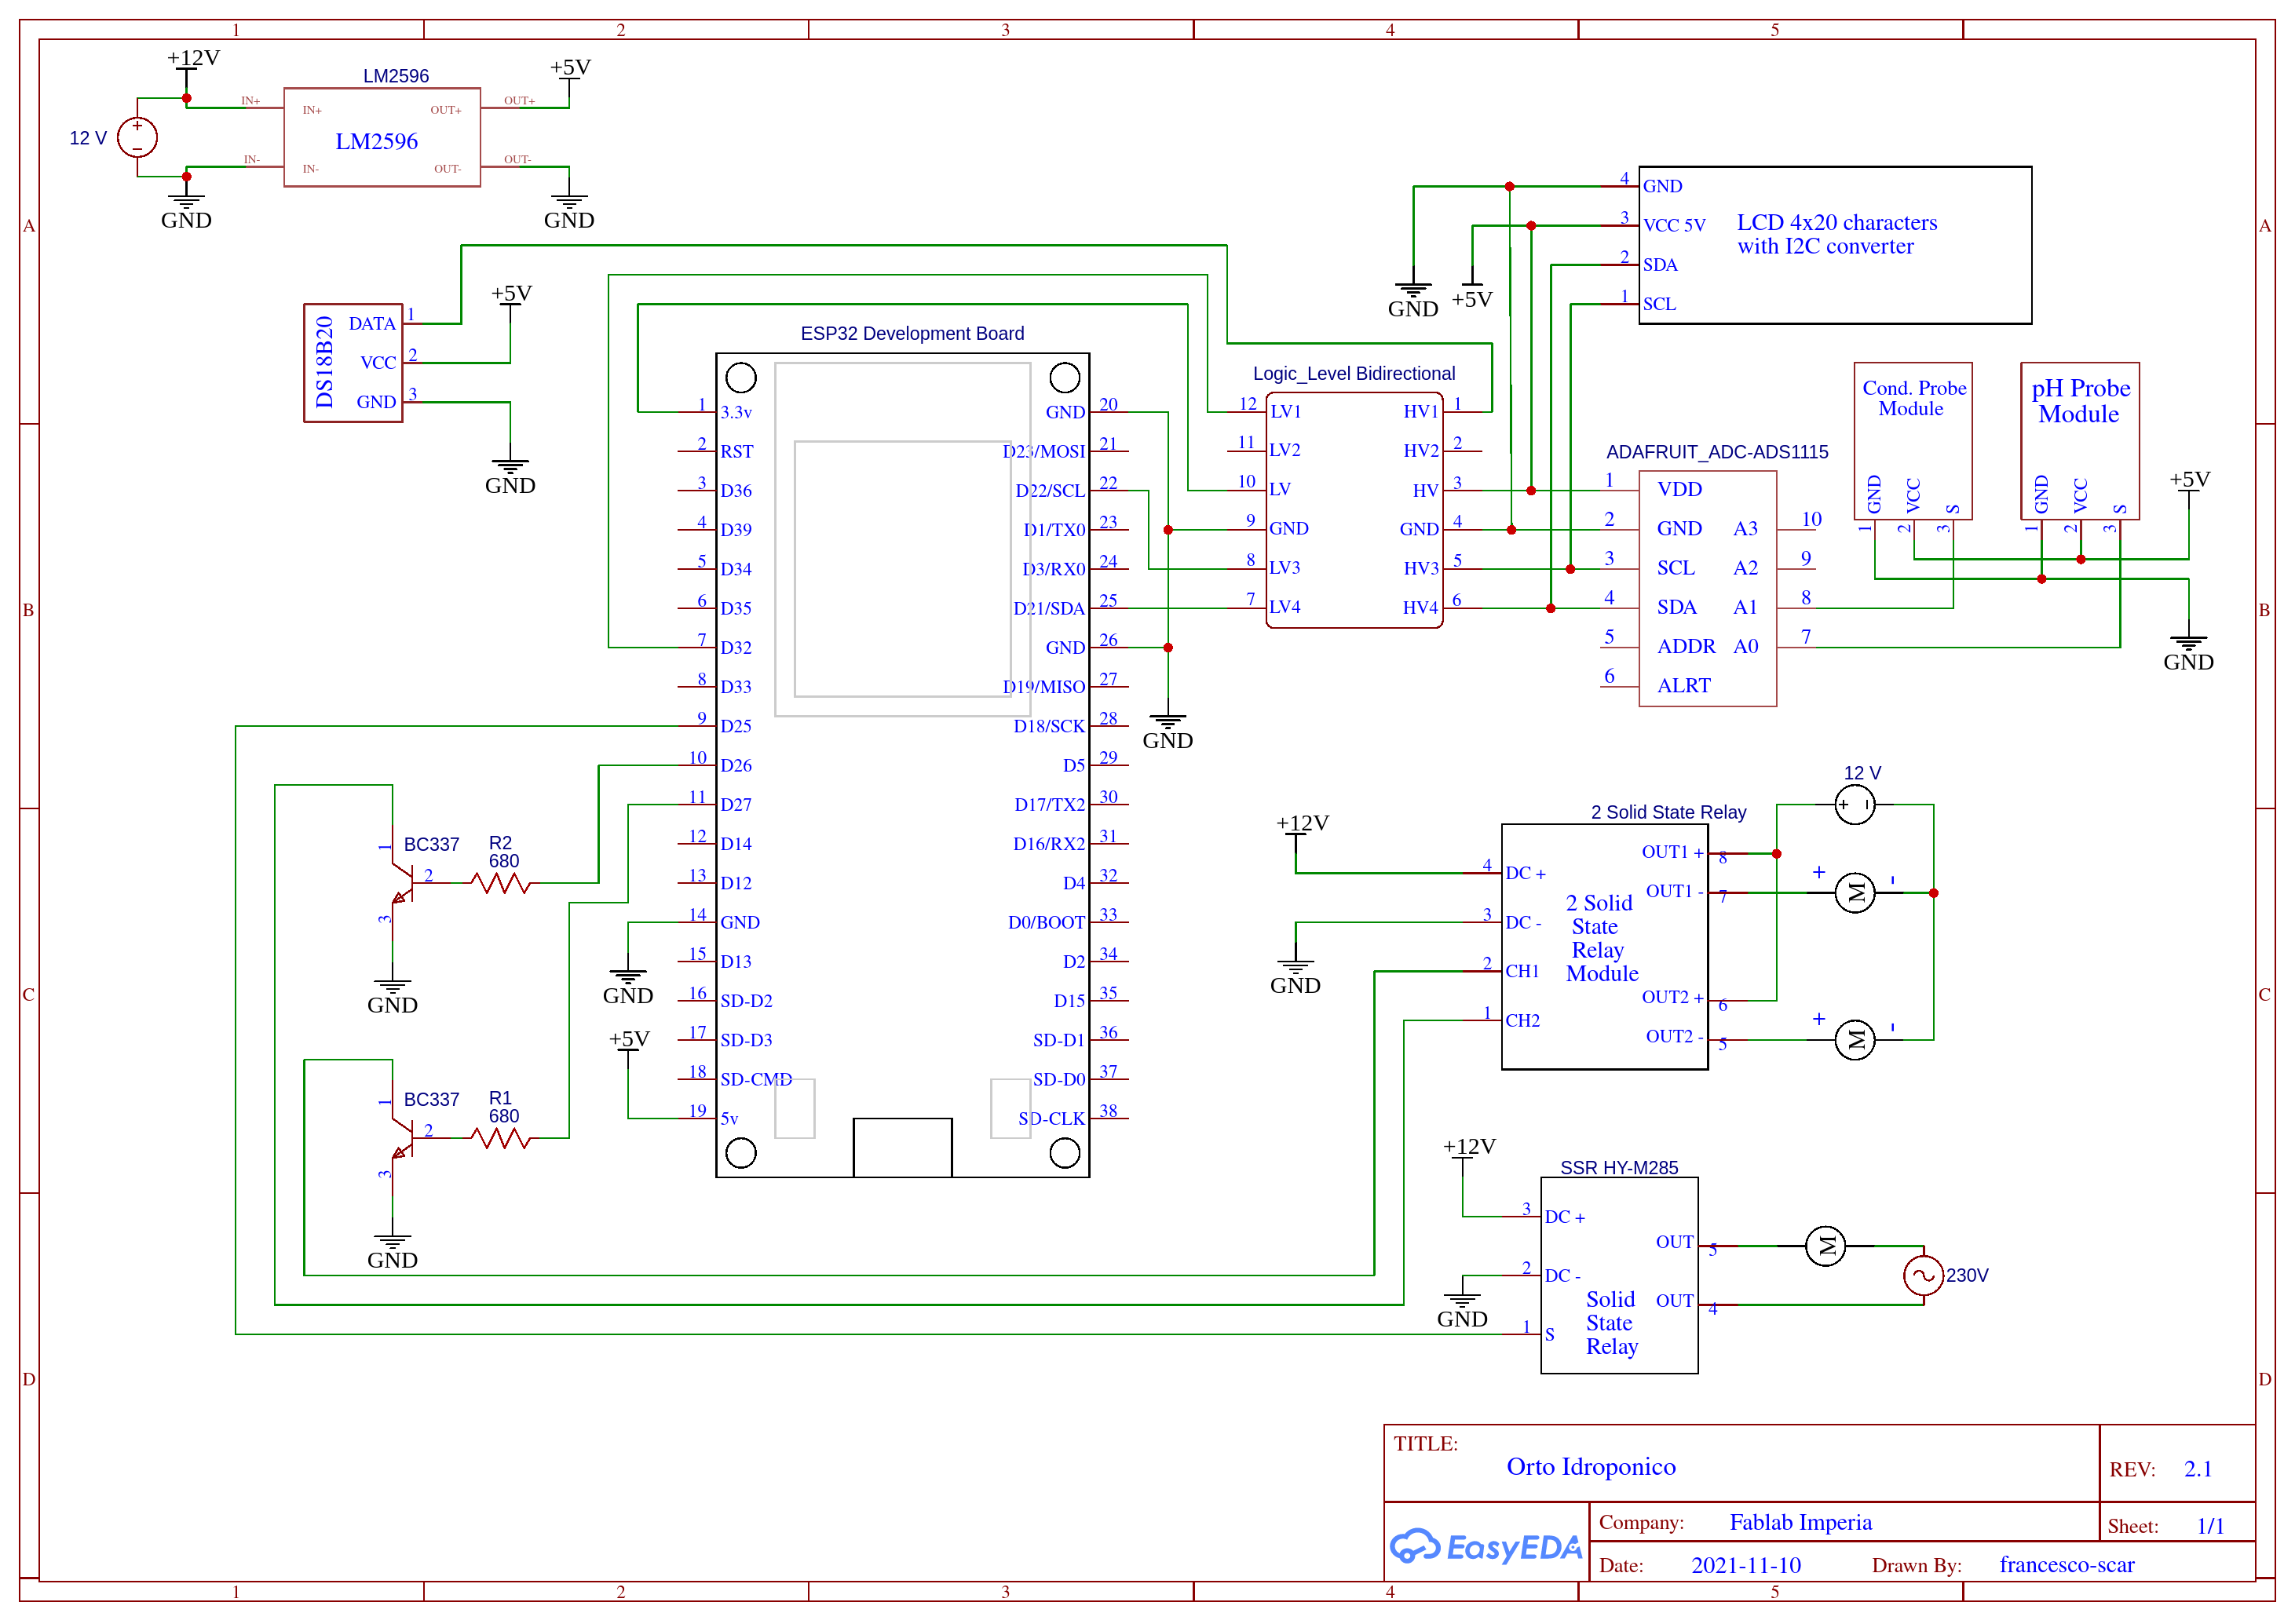 1 2 3 4 5
A
B
C
D
A
B
C
D
1 2 3 4 5
+12V
12 V
GND
LM2596
IN+
IN-
IN+
IN-
LM2596
OUT+
OUT-
OUT+
OUT-
+5V
GND
DS18B20
DATA 1
VCC 2
GND 3
+5V
GND
ESP32 Development Board
1 3.3v
2 RST
3 D36
4 D39
5 D34
6 D35
7 D32
8 D33
9 D25
10 D26
11 D27
12 D14
13 D12
14 GND
15 D13
16 SD-D2
17 SD-D3
18 SD-CMD
19 5v
GND 20
D23/MOSI 21
D22/SCL 22
D1/TX0 23
D3/RX0 24
D21/SDA 25
GND 26
D19/MISO 27
D18/SCK 28
D5 29
D17/TX2 30
D16/RX2 31
D4 32
D0/BOOT 33
D2 34
D15 35
SD-D1 36
SD-D0 37
SD-CLK 38
GND
GND
+5V
BC337
1
2
3
R2
680
GND
BC337
1
2
3
R1
680
GND
Logic_Level Bidirectional
12 LV1 HV1 1
11 LV2 HV2 2
10 LV HV 3
9 GND GND 4
8 LV3 HV3 5
7 LV4 HV4 6
GND
+5V
4 GND
3 VCC 5V
2 SDA
1 SCL
LCD 4x20 characters
with I2C converter
ADAFRUIT_ADC-ADS1115
1 VDD
2 GND A3 10
3 SCL A2 9
4 SDA A1 8
5 ADDR A0 7
6 ALRT
Cond. Probe
Module
GND VCC S
1 2 3
pH Probe
Module
GND VCC S
1 2 3
+5V
GND
2 Solid State Relay
+12V
GND
4 DC +
3 DC -
2 CH1
1 CH2
2 Solid
State
Relay
Module
OUT1 + 8
OUT1 - 7
OUT2 + 6
OUT2 - 5
12 V
+ -
+ M -
+ M -
SSR HY-M285
+12V
GND
3 DC +
2 DC -
1 S
Solid
State
Relay
OUT 5
OUT 4
M
230V
TITLE:
Orto Idroponico
REV: 2.1
EasyEDA
Company: Fablab Imperia
Sheet: 1/1
Date: 2021-11-10 Drawn By: francesco-scar